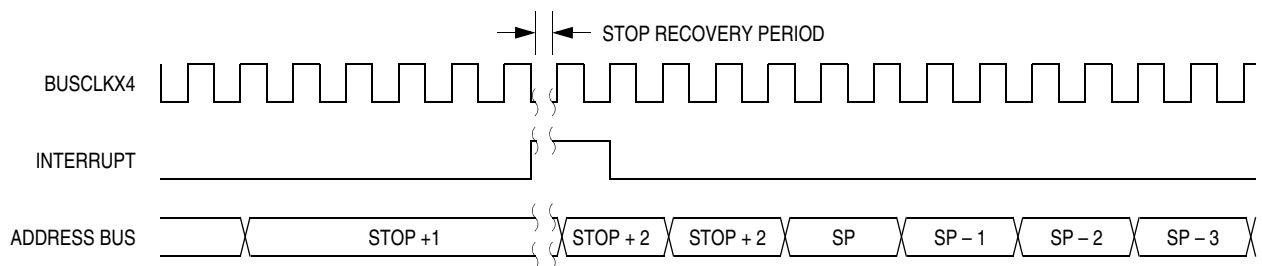 STOP RECOVERY PERIOD
BUSCLKX4
INTERRUPT
ADDRESS BUS STOP +1 STOP + 2 STOP + 2 SP SP – 1 SP – 2 SP – 3